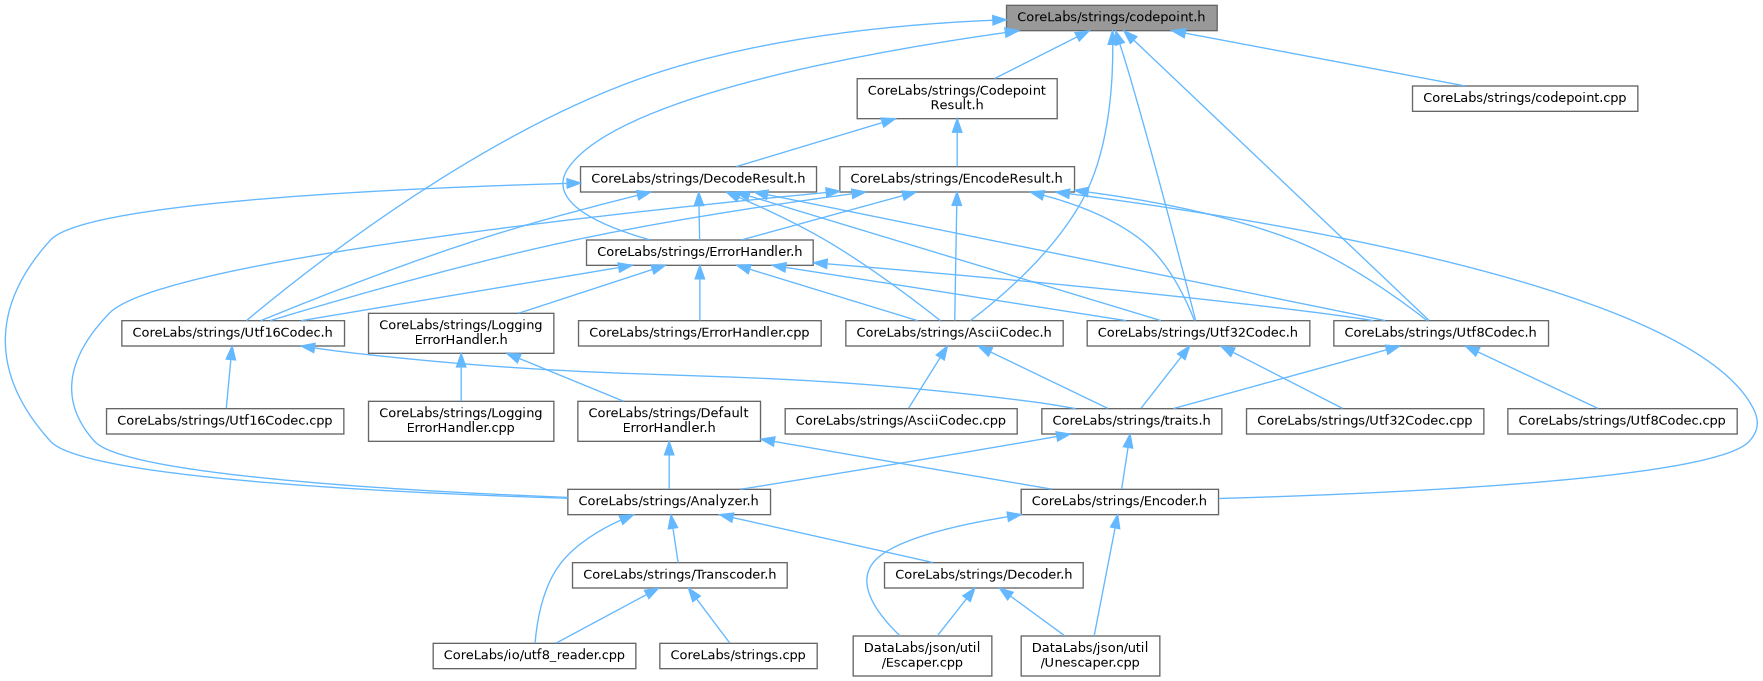 CoreLabs/strings/codepoint.h
CoreLabs/strings/Codepoint
Result.h
CoreLabs/strings/codepoint.cpp
CoreLabs/strings/DecodeResult.h
CoreLabs/strings/EncodeResult.h
CoreLabs/strings/ErrorHandler.h
CoreLabs/strings/Utf16Codec.h
CoreLabs/strings/Logging
ErrorHandler.h
CoreLabs/strings/ErrorHandler.cpp
CoreLabs/strings/AsciiCodec.h
CoreLabs/strings/Utf32Codec.h
CoreLabs/strings/Utf8Codec.h
CoreLabs/strings/Utf16Codec.cpp
CoreLabs/strings/Logging
ErrorHandler.cpp
CoreLabs/strings/Default
ErrorHandler.h
CoreLabs/strings/AsciiCodec.cpp
CoreLabs/strings/traits.h
CoreLabs/strings/Utf32Codec.cpp
CoreLabs/strings/Utf8Codec.cpp
CoreLabs/strings/Analyzer.h
CoreLabs/strings/Encoder.h
CoreLabs/strings/Transcoder.h
CoreLabs/strings/Decoder.h
CoreLabs/io/utf8_reader.cpp
CoreLabs/strings.cpp
DataLabs/json/util
/Escaper.cpp
DataLabs/json/util
/Unescaper.cpp